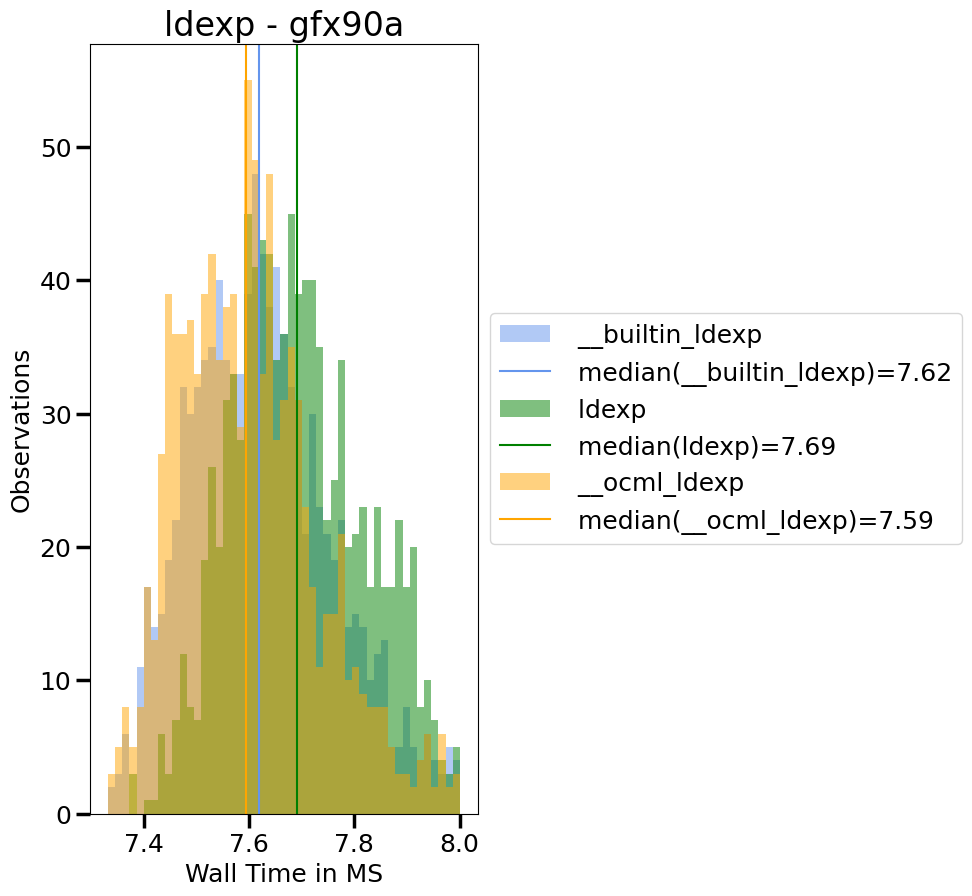 ldexp - gfx90a
Observations
50
40
30
20
10
0
7.4
7.6
7.8
8.0
Wall Time in MS
__builtin_ldexp
median(__builtin_ldexp)=7.62
ldexp
median(ldexp)=7.69
__ocml_ldexp
median(__ocml_ldexp)=7.59